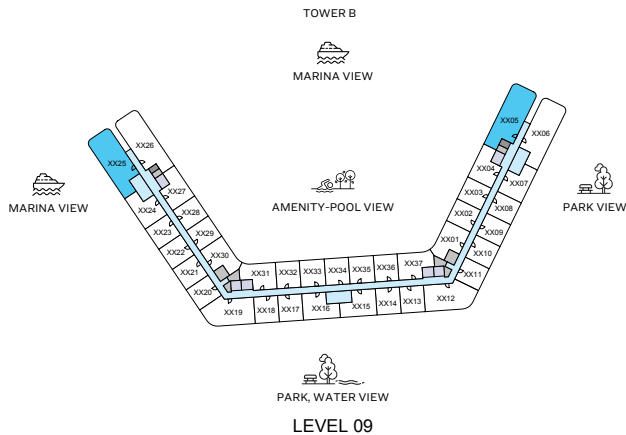 TOWER B
MARINA VIEW
XX05
XX06
XX26
XX25
XX04
XX07
XX27
XX03
XX24
XX08
MARINA VIEW
AMENITY-POOL VIEW
PARK VIEW
XX28
XX02
XX23
XX09
XX29
XX01
XX22
XX10
XX30
XX21
XX11
XX31
XX32
XX33
XX34
XX35
XX36
XX37
XX20
XX19
XX18
XX17
XX16
XX15
XX14
XX13
XX12
PARK, WATER VIEW
LEVEL 09